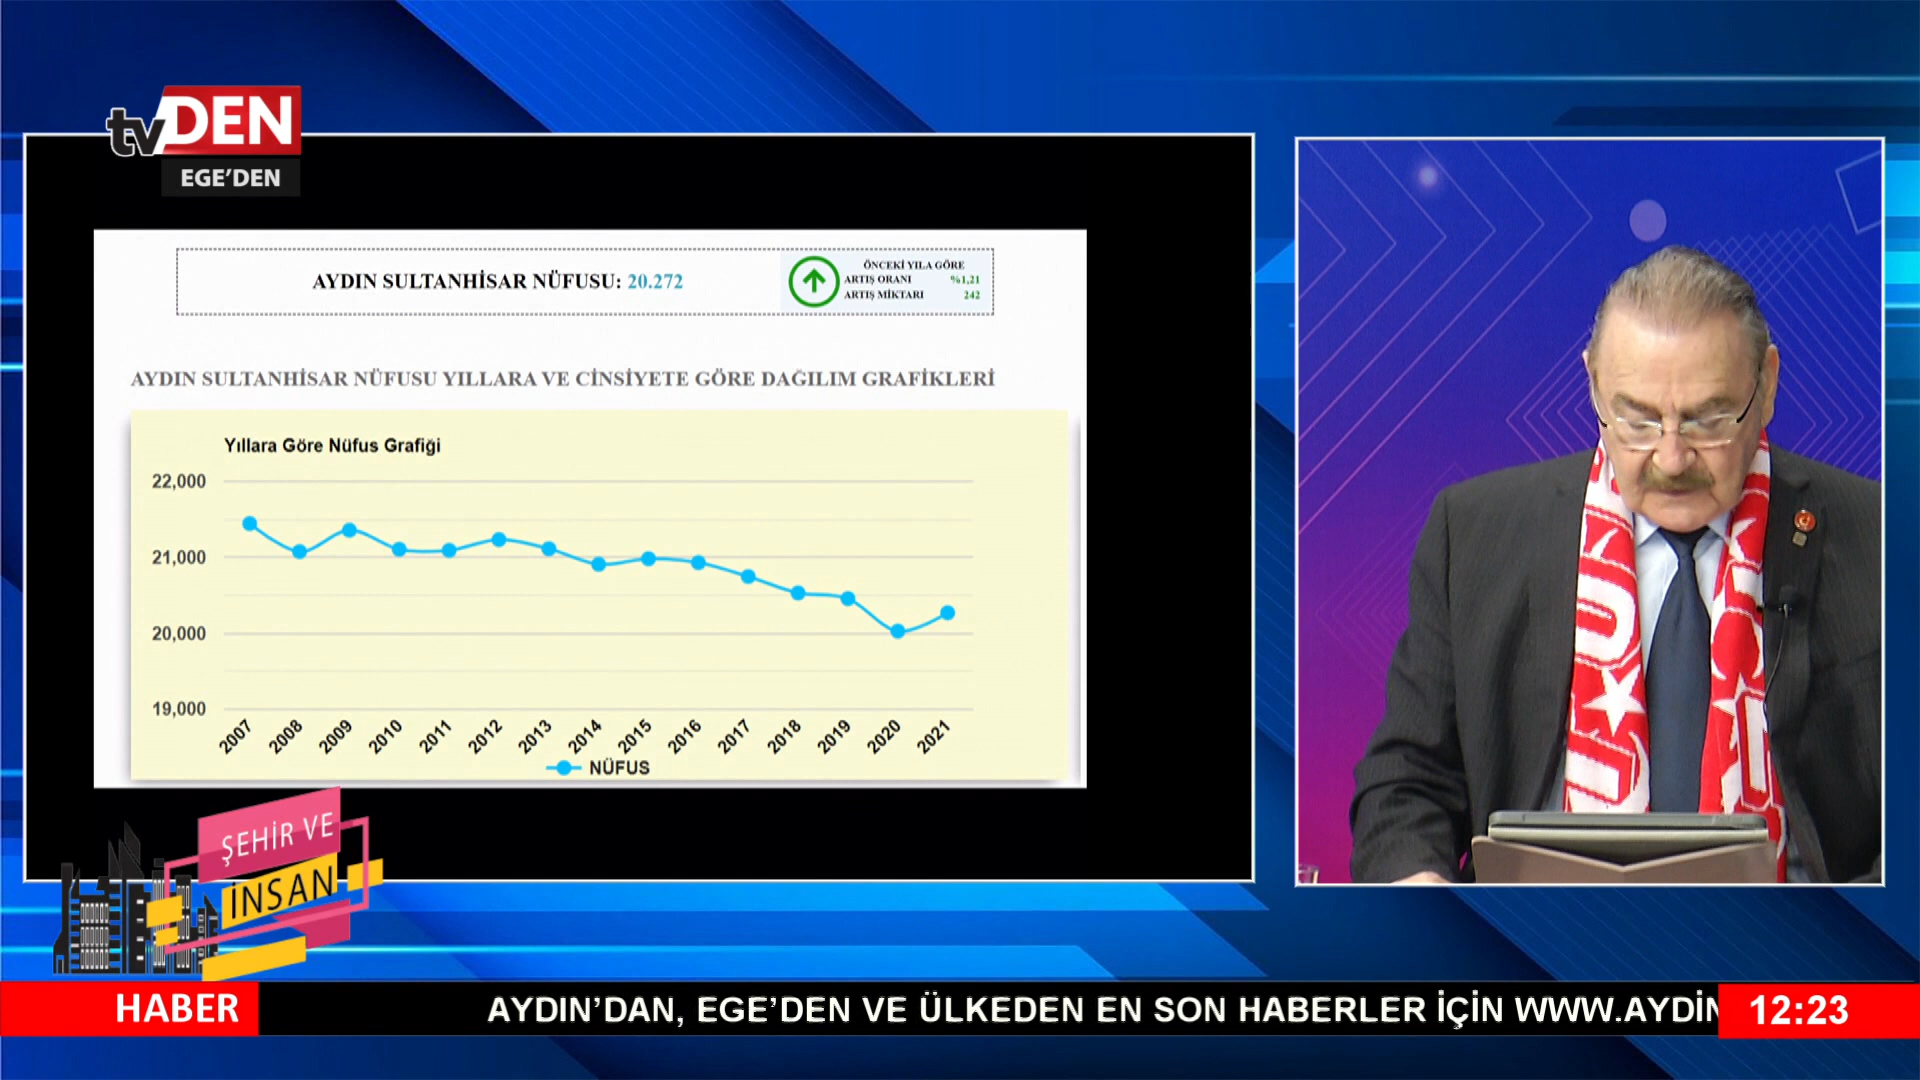 tvDEN
EGE'DEN
AYDIN SULTANHİSAR NÜFUSU: 20.272
ÖNCEKİ YILA GÖRE
ARTIŞ ORANI %1,21
ARTIŞ MİKTARI 242
AYDIN SULTANHİSAR NÜFUSU YILLARA VE CİNSİYETE GÖRE DAĞILIM GRAFİKLERİ
Yıllara Göre Nüfus Grafiği
22,000
21,000
20,000
19,000
2007 2008 2009 2010 2011 2012 2013 2014 2015 2016 2017 2018 2019 2020 2021
NÜFUS
ŞEHİR VE
İNSAN
HABER
AYDIN'DAN, EGE'DEN VE ÜLKEDEN EN SON HABERLER İÇİN WWW.AYDIN
12:23